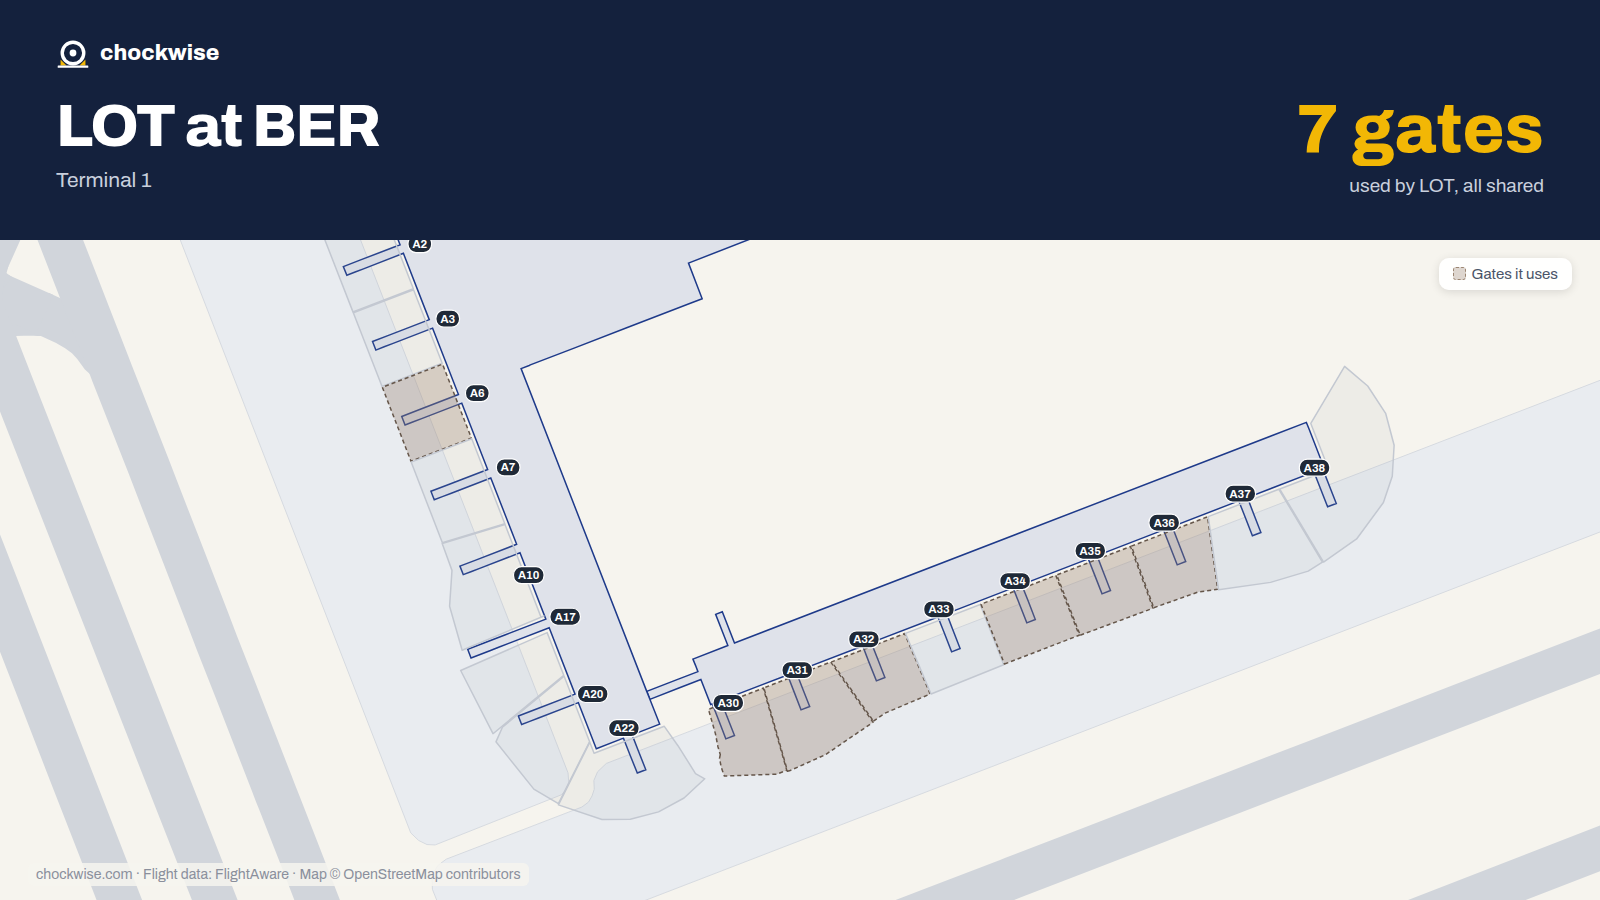 chockwise
LOT at BER
Terminal 1
7 gates
used by LOT, all shared
Gates it uses
A2
A3
A6
A7
A10
A17
A20
A22
A30
A31
A32
A33
A34
A35
A36
A37
A38
chockwise.com · Flight data: FlightAware · Map © OpenStreetMap contributors